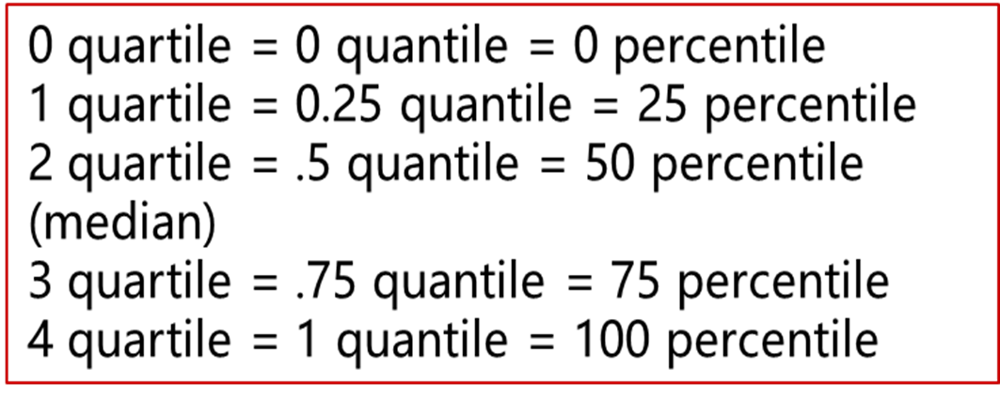 0 quartile = 0 quantile = 0 percentile
1 quartile = 0.25 quantile = 25 percentile
2 quartile = .5 quantile = 50 percentile
(median)
3 quartile = .75 quantile = 75 percentile
4 quartile = 1 quantile = 100 percentile